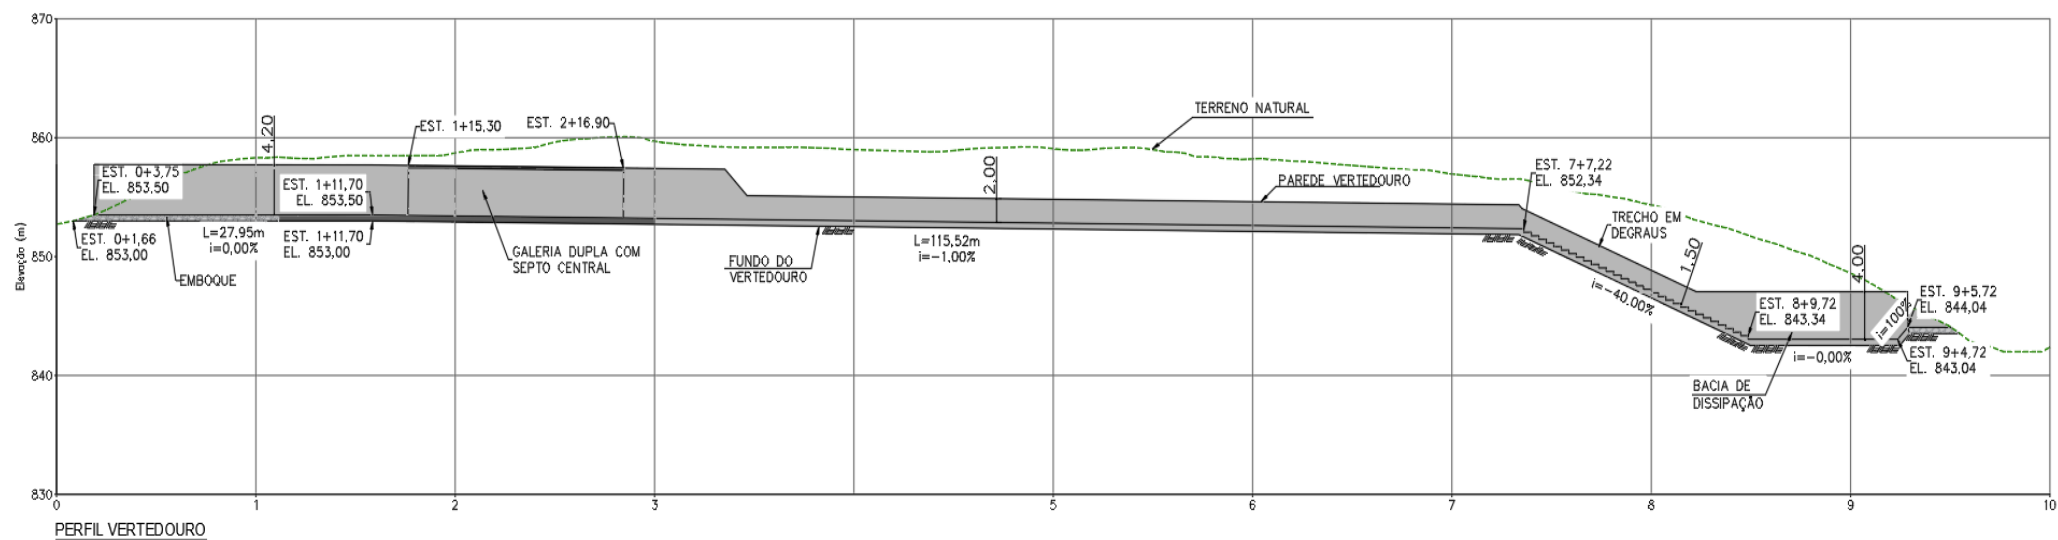 870
860
850
840
830
Elevação (m)
EST. 0+3,75
EL. 853,50
EST. 0+1,66
EL. 853,00
EMBOQUE
4,20
L=27,95m
i=0,00%
EST. 1+11,70
EL. 853,50
EST. 1+11,70
EL. 853,00
EST. 1+15,30
EST. 2+16,90
GALERIA DUPLA COM
SEPTO CENTRAL
FUNDO DO
VERTEDOURO
L=115,52m
i=-1,00%
2,00
TERRENO NATURAL
PAREDE VERTEDOURO
EST. 7+7,22
EL. 852,34
TRECHO EM
DEGRAUS
i=-40.00%
1,50
EST. 8+9,72
EL. 843,34
4,00
i=100%
EST. 9+5,72
EL. 844,04
i=-0,00%
EST. 9+4,72
EL. 843,04
BACIA DE
DISSIPAÇÃO
0 1 2 3 5 6 7 8 9 10
PERFIL VERTEDOURO